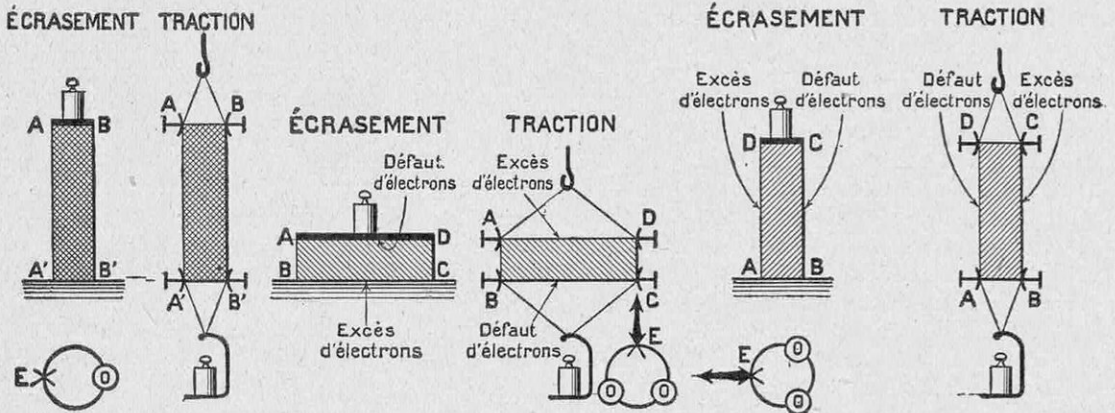 ÉCRASEMENT TRACTION
A B
A B
A' B'
A' B'
E O
ÉCRASEMENT TRACTION
Défaut
d'électrons
Excès
d'électrons
A D
B C
A D
B C
Excès
d'électrons
Défaut
d'électrons
E
O O
ÉCRASEMENT TRACTION
Excès
d'électrons
Défaut
d'électrons
Défaut
d'électrons
Excès
d'électrons
D C
D C
A B
A B
E
O
O